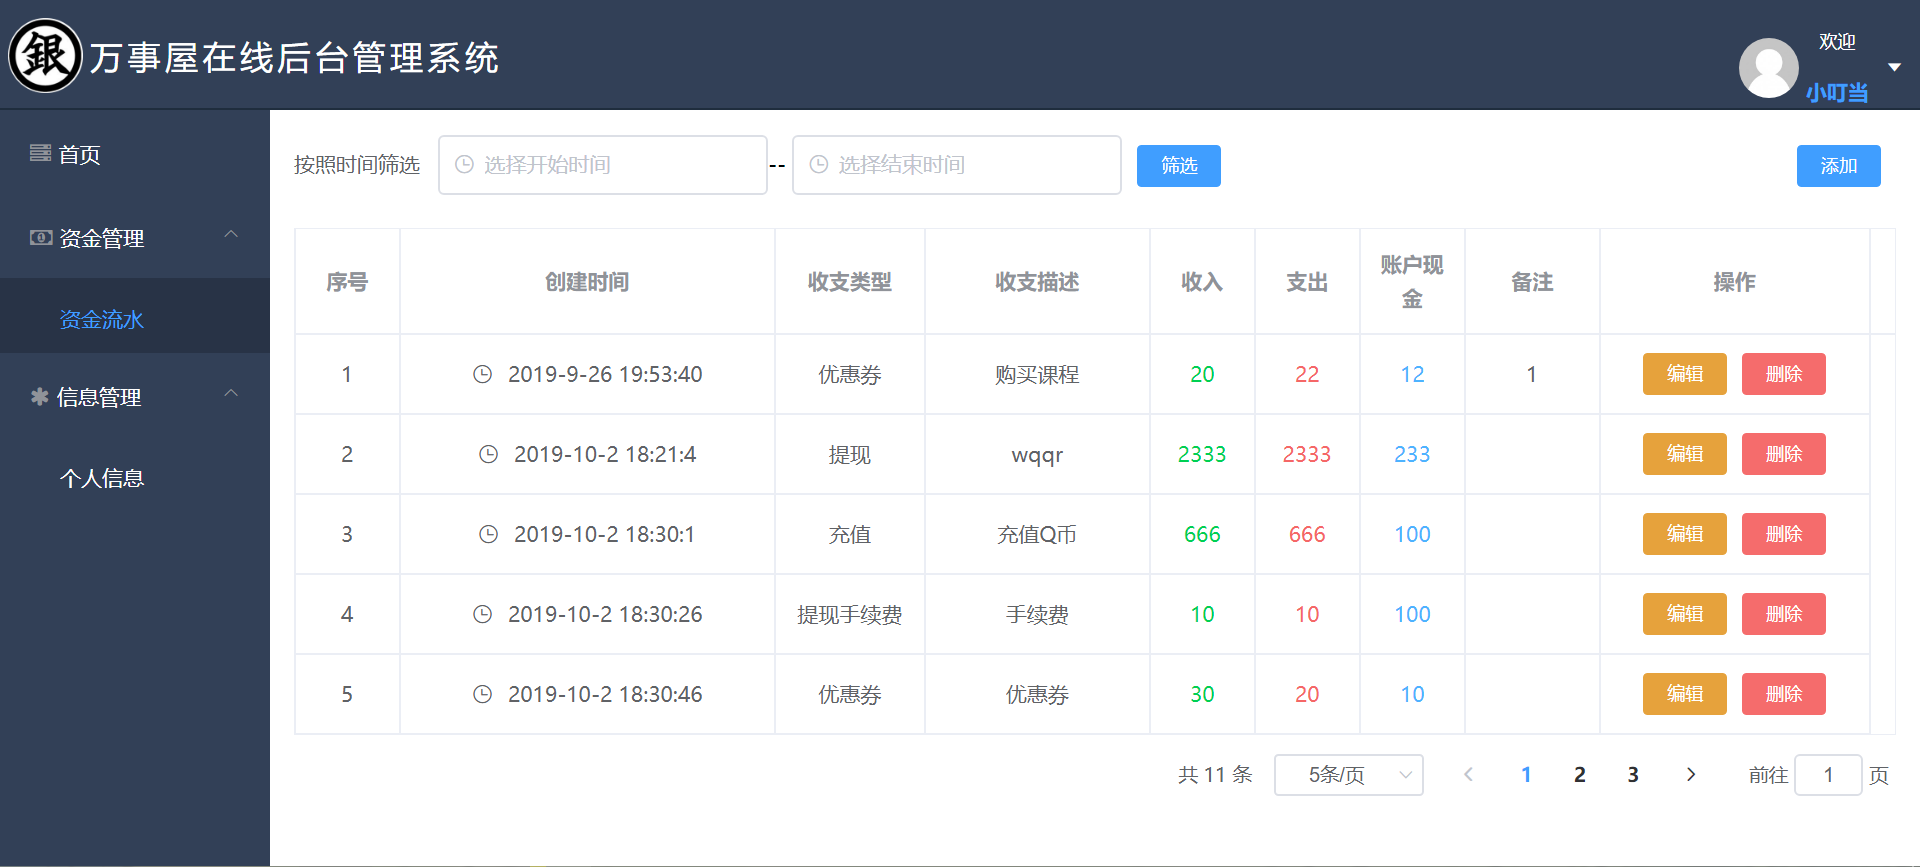 銀 万事屋在线后台管理系统
欢迎
小叮当
首页
资金管理
资金流水
信息管理
个人信息
按照时间筛选 选择开始时间 -- 选择结束时间 筛选 添加
序号 创建时间 收支类型 收支描述 收入 支出 账户现金 备注 操作
1 2019-9-26 19:53:40 优惠券 购买课程 20 22 12 1 编辑 删除
2 2019-10-2 18:21:4 提现 wqqr 2333 2333 233 编辑 删除
3 2019-10-2 18:30:1 充值 充值Q币 666 666 100 编辑 删除
4 2019-10-2 18:30:26 提现手续费 手续费 10 10 100 编辑 删除
5 2019-10-2 18:30:46 优惠券 优惠券 30 20 10 编辑 删除
共 11 条 5条/页 1 2 3 前往 1 页